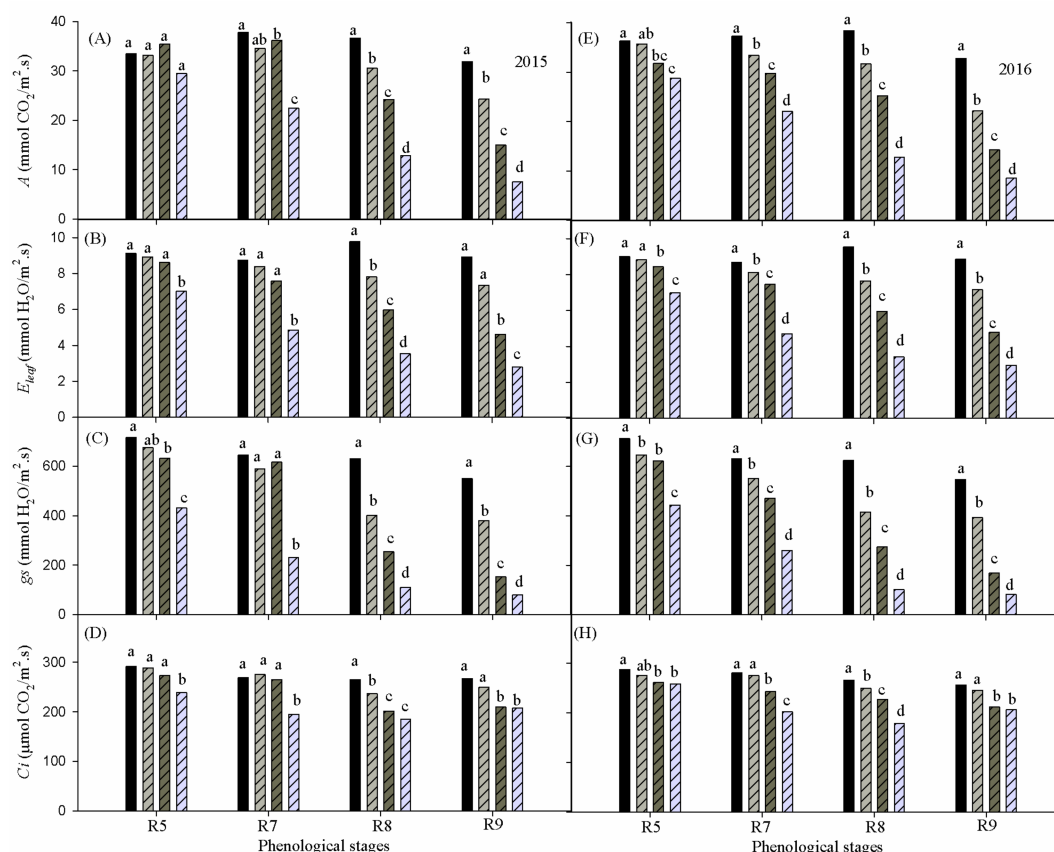 (A)
2015
A (mmol CO2/m2.s)
40
30
20
10
0
a a a a
a ab b c
a b c d
a b c d
(E)
2016
a ab bc c
a b c d
a b c d
a b c d
(B)
Eleaf (mmol H2O/m2.s)
10
8
6
4
2
0
a a a b
a a a b
a b c d
a a b c
(F)
a a b c
a b c d
a b c d
a b c d
(C)
gs (mmol H2O/m2.s)
600
400
200
0
a ab b c
a a a b
a b c d
a b c d
(G)
a b b c
a b c d
a b c d
a b c d
(D)
Ci (µmol CO2/m2.s)
300
200
100
0
a a a b
a a a b
a b c c
a a b b
(H)
a ab b b
a a b c
a b c d
a a b b
R5 R7 R8 R9
Phenological stages
R5 R7 R8 R9
Phenological stages